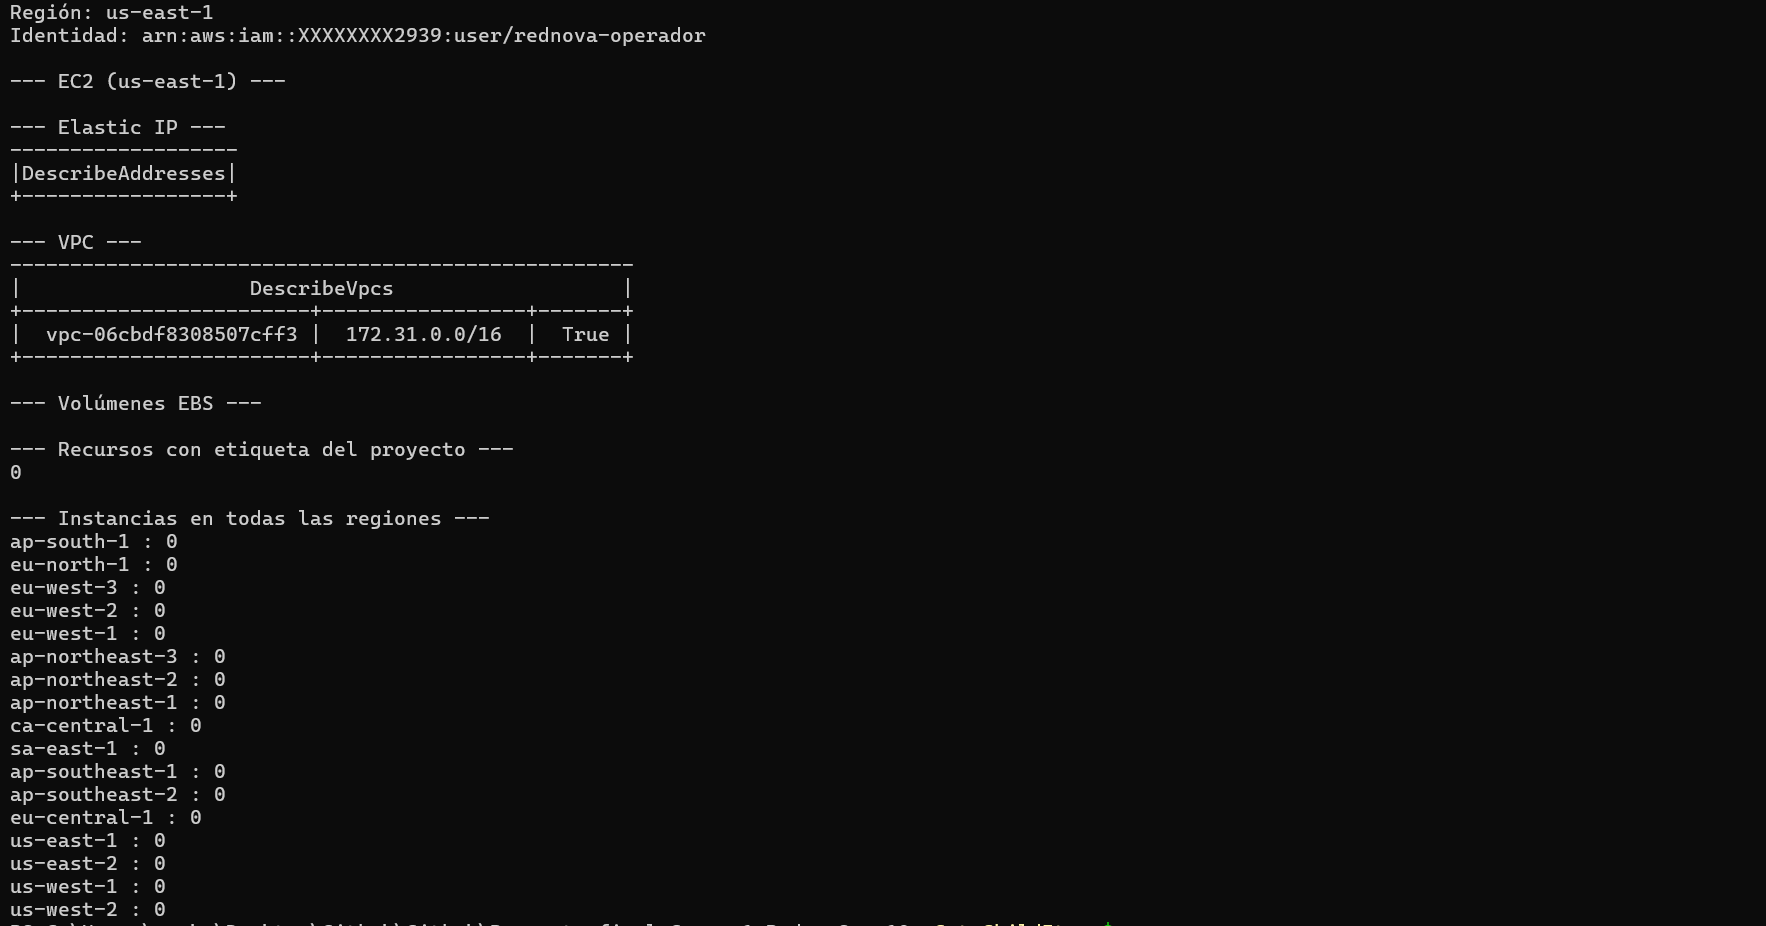 Región: us-east-1
Identidad: arn:aws:iam::XXXXXXXX2939:user/rednova-operador
--- EC2 (us-east-1) ---
--- Elastic IP ---
-------------------
|DescribeAddresses|
+-----------------+
--- VPC ---
----------------------------------------------------
|                   DescribeVpcs                   |
+------------------------+-----------------+-------+
|  vpc-06cbdf8308507cff3 |  172.31.0.0/16  |  True |
+------------------------+-----------------+-------+
--- Volúmenes EBS ---
--- Recursos con etiqueta del proyecto ---
0
--- Instancias en todas las regiones ---
ap-south-1 : 0
eu-north-1 : 0
eu-west-3 : 0
eu-west-2 : 0
eu-west-1 : 0
ap-northeast-3 : 0
ap-northeast-2 : 0
ap-northeast-1 : 0
ca-central-1 : 0
sa-east-1 : 0
ap-southeast-1 : 0
ap-southeast-2 : 0
eu-central-1 : 0
us-east-1 : 0
us-east-2 : 0
us-west-1 : 0
us-west-2 : 0